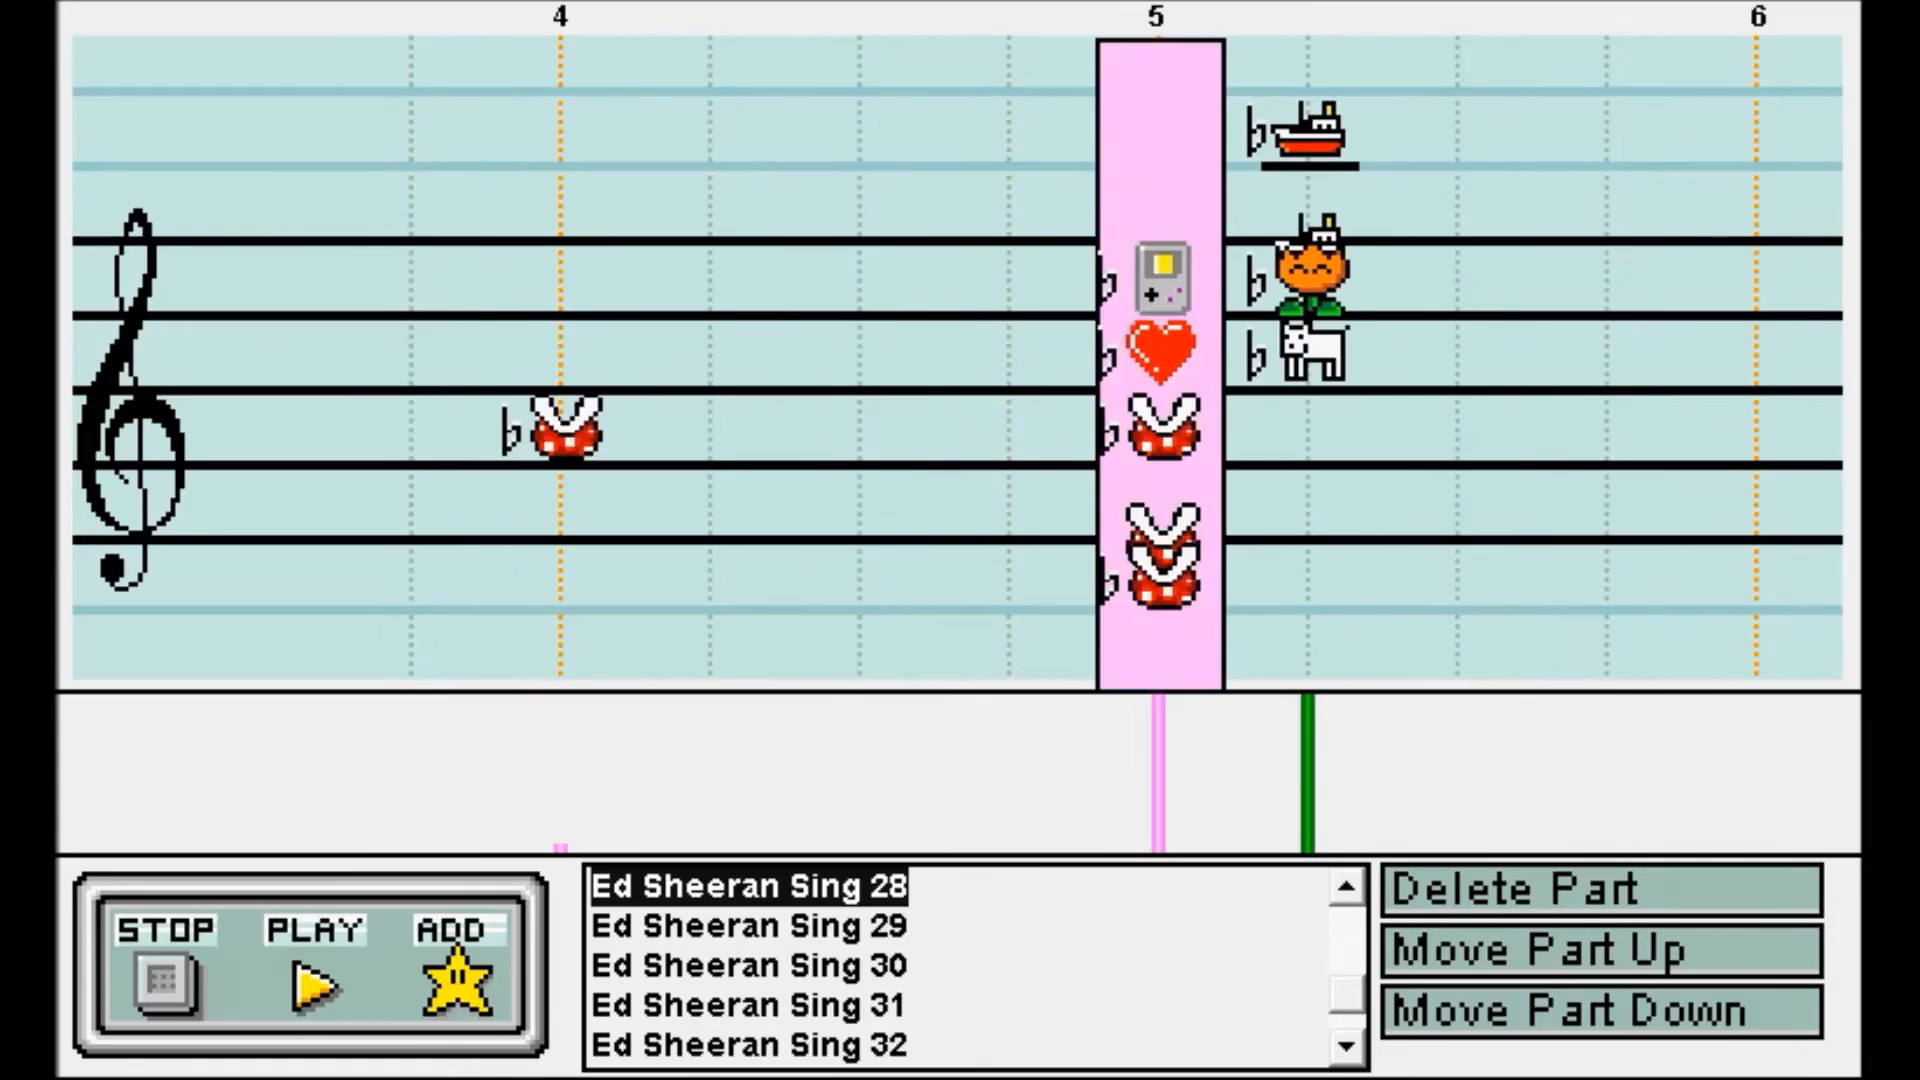 4 5 6
STOP PLAY ADD
Ed Sheeran Sing 28
Ed Sheeran Sing 29
Ed Sheeran Sing 30
Ed Sheeran Sing 31
Ed Sheeran Sing 32
Delete Part
Move Part Up
Move Part Down